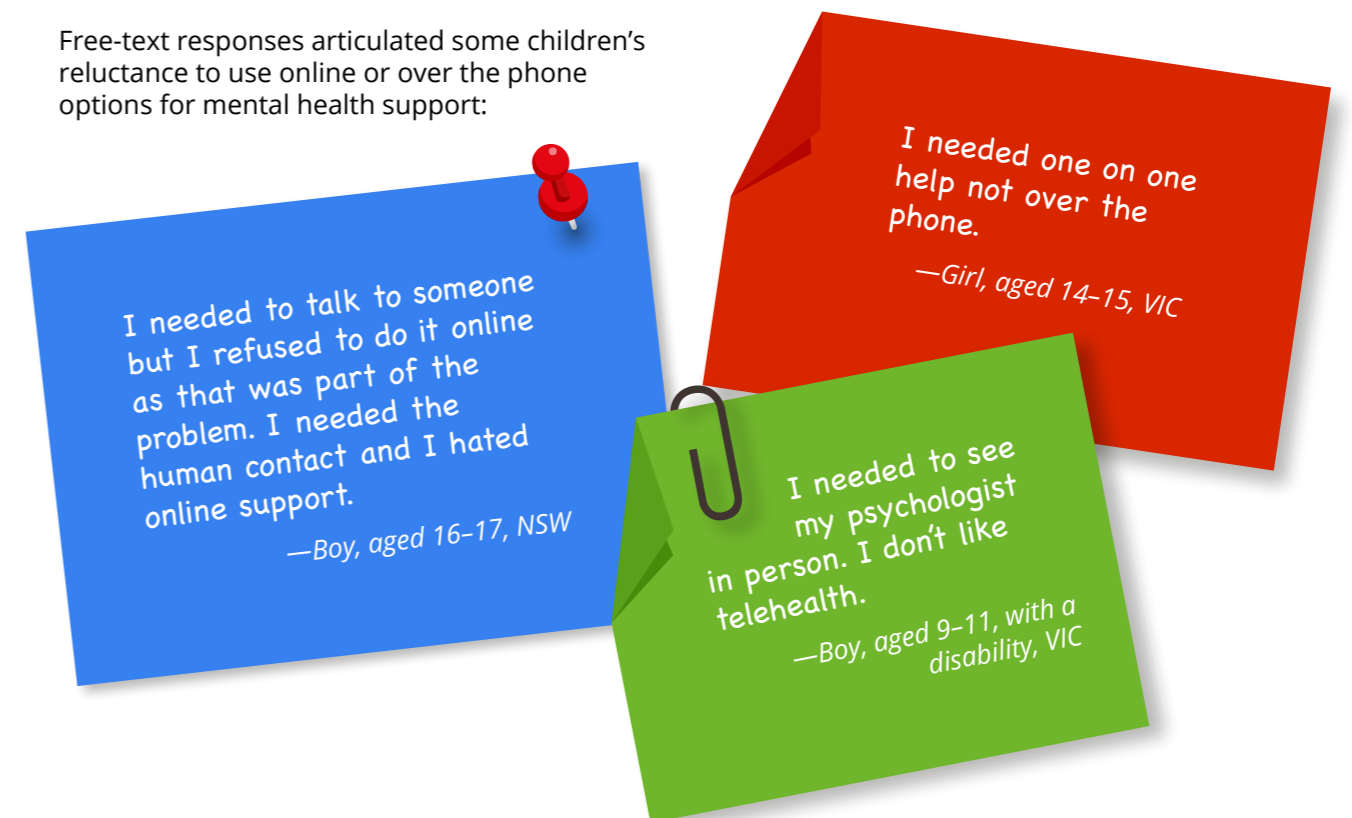 Free-text responses articulated some children’s
reluctance to use online or over the phone
options for mental health support:
I needed to talk to someone
but I refused to do it online
as that was part of the
problem. I needed the
human contact and I hated
online support.
—Boy, aged 16–17, NSW
I needed one on one
help not over the
phone.
—Girl, aged 14–15, VIC
I needed to see
my psychologist
in person. I don’t like
telehealth.
—Boy, aged 9–11, with a
disability, VIC